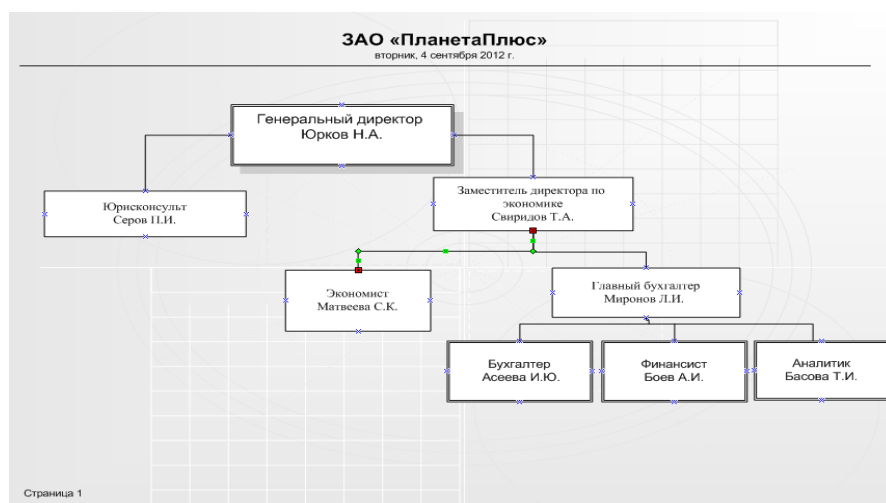 ЗАО «ПланетаПлюс»
вторник, 4 сентября 2012 г.
Генеральный директор
Юрков Н.А.
Юрисконсульт
Серов П.И.
Заместитель директора по
экономике
Свиридов Т.А.
Экономист
Матвеева С.К.
Главный бухгалтер
Миронов Л.И.
Бухгалтер
Асеева И.Ю.
Финансист
Боев А.И.
Аналитик
Басова Т.И.
Страница 1